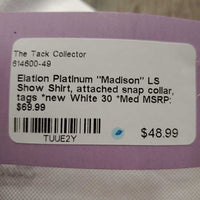 The Tack Collector
614600-49
Elation Platinum "Madison" LS
Show Shirt, attached snap collar,
tags *new White 30 *Med MSRP:
$69.99
TUUE2Y
$48.99